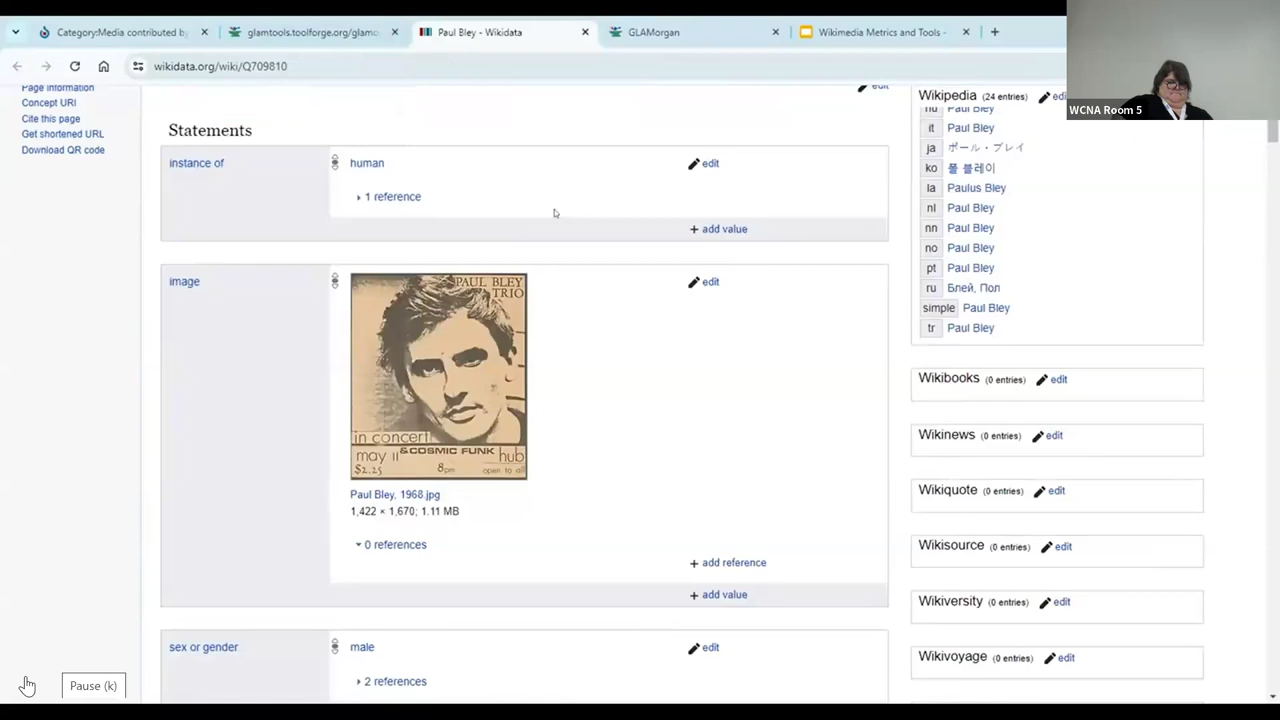 Category:Media contributed by
glamtools.toolforge.org/glamo
Paul Bley - Wikidata
GLAMorgan
Wikimedia Metrics and Tools -
wikidata.org/wiki/Q709810
WCNA Room 5
Page information
Concept URI
Cite this page
Get shortened URL
Download QR code
edit
Statements
instance of
human
edit
1 reference
+ add value
image
edit
PAUL BLEY
TRIO
in concert!
may 11 & COSMIC FUNK hub
$2.25 8pm open to all
Paul Bley, 1968.jpg
1,422 × 1,670; 1.11 MB
0 references
+ add reference
+ add value
sex or gender
male
edit
2 references
Wikipedia (24 entries)
hu Paul Bley
it Paul Bley
ja ポール・ブレイ
ko 폴 블레이
la Paulus Bley
nl Paul Bley
nn Paul Bley
no Paul Bley
pt Paul Bley
ru Блей, Пол
simple Paul Bley
tr Paul Bley
Wikibooks (0 entries) edit
Wikinews (0 entries) edit
Wikiquote (0 entries) edit
Wikisource (0 entries) edit
Wikiversity (0 entries) edit
Wikivoyage (0 entries) edit
Pause (k)